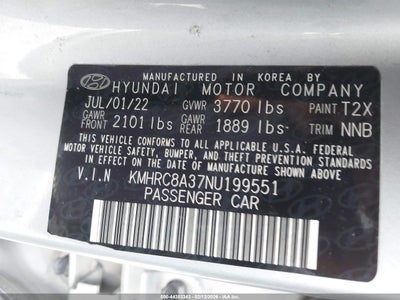 MANUFACTURED IN KOREA BY
HYUNDAI MOTOR COMPANY
JUL/01/22 GVWR 3770 lbs PAINT T2X
GAWR FRONT 2101 lbs GAWR REAR 1889 lbs TRIM NNB
THIS VEHICLE CONFORMS TO ALL APPLICABLE U.S.A. FEDERAL
MOTOR VEHICLE SAFETY, BUMPER, AND THEFT PREVENTION
STANDARDS IN EFFECT ON THE DATE OF MANUFACTURE SHOWN ABOVE.
V.I.N KMHRC8A37NU199551
PASSENGER CAR